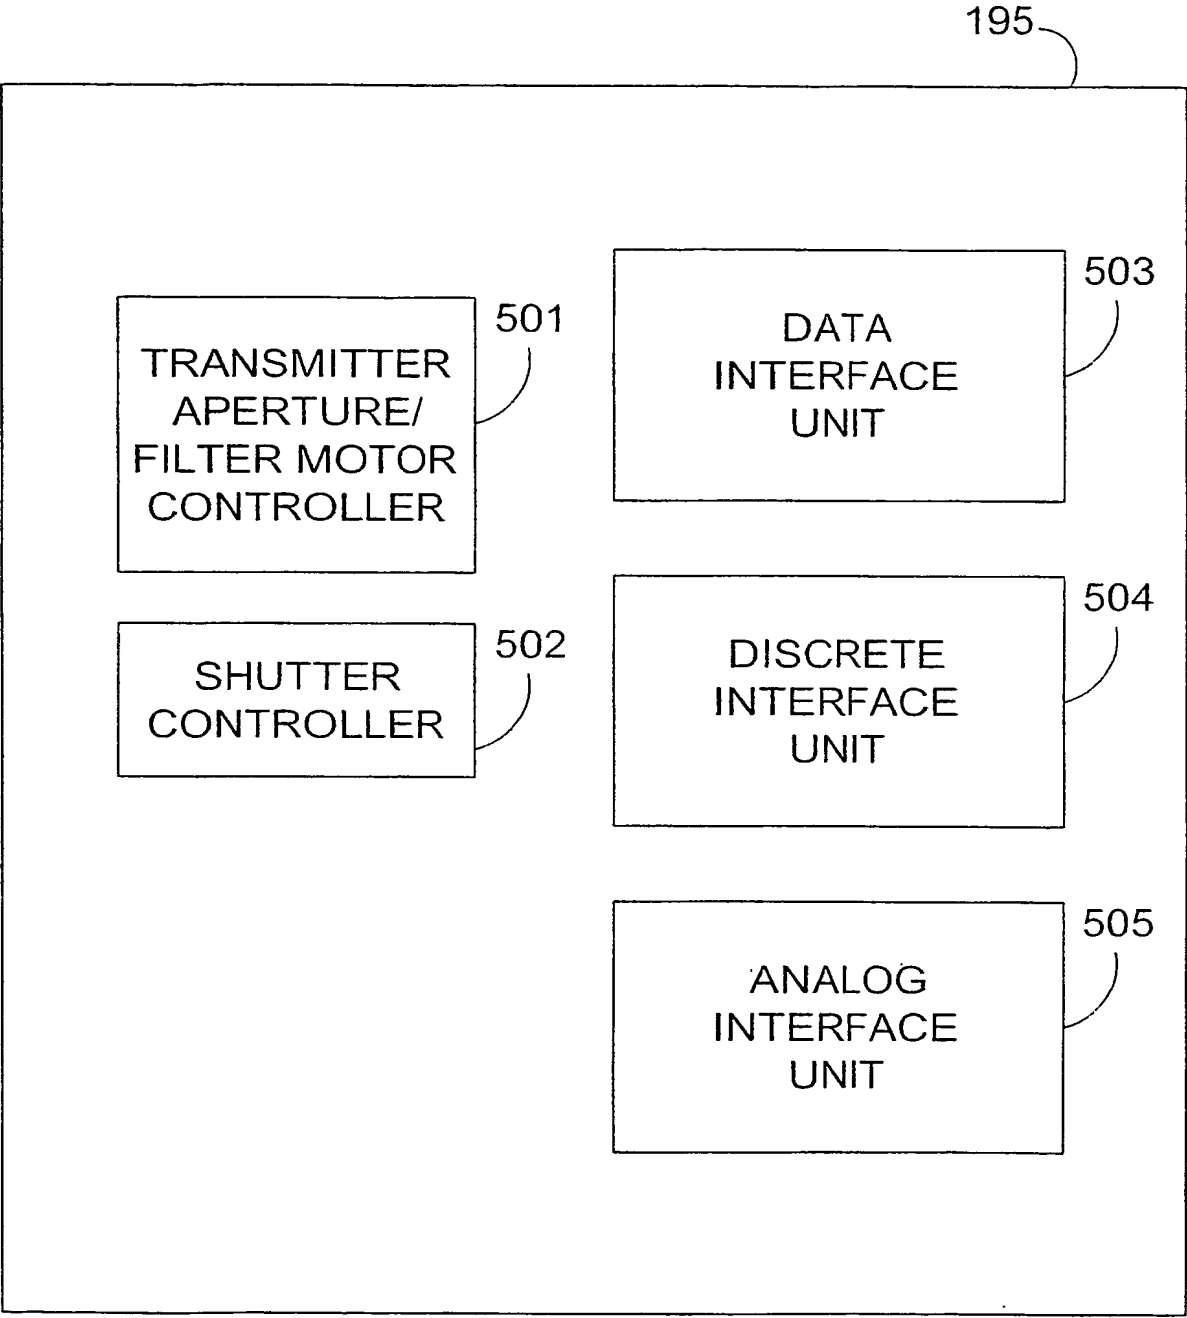 195
501
TRANSMITTER
APERTURE/
FILTER MOTOR
CONTROLLER
502
SHUTTER
CONTROLLER
503
DATA
INTERFACE
UNIT
504
DISCRETE
INTERFACE
UNIT
505
ANALOG
INTERFACE
UNIT